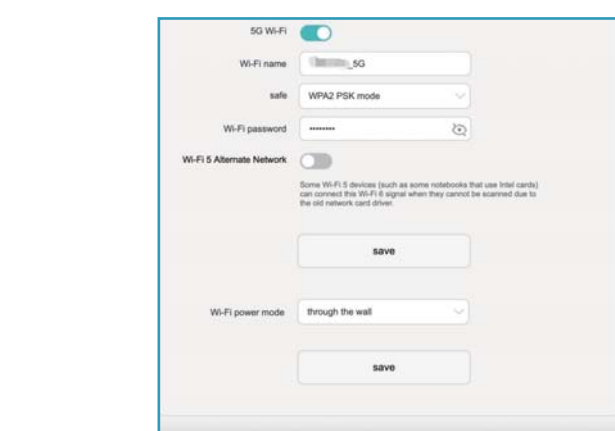 5G Wi-Fi
Wi-Fi name
_5G
safe
WPA2 PSK mode
Wi-Fi password
••••••••
Wi-Fi 5 Alternate Network
Some Wi-Fi 5 devices (such as some notebooks that use Intel cards)
can connect this Wi-Fi 6 signal when they cannot be scanned due to
the old network card driver.
save
Wi-Fi power mode
through the wall
save